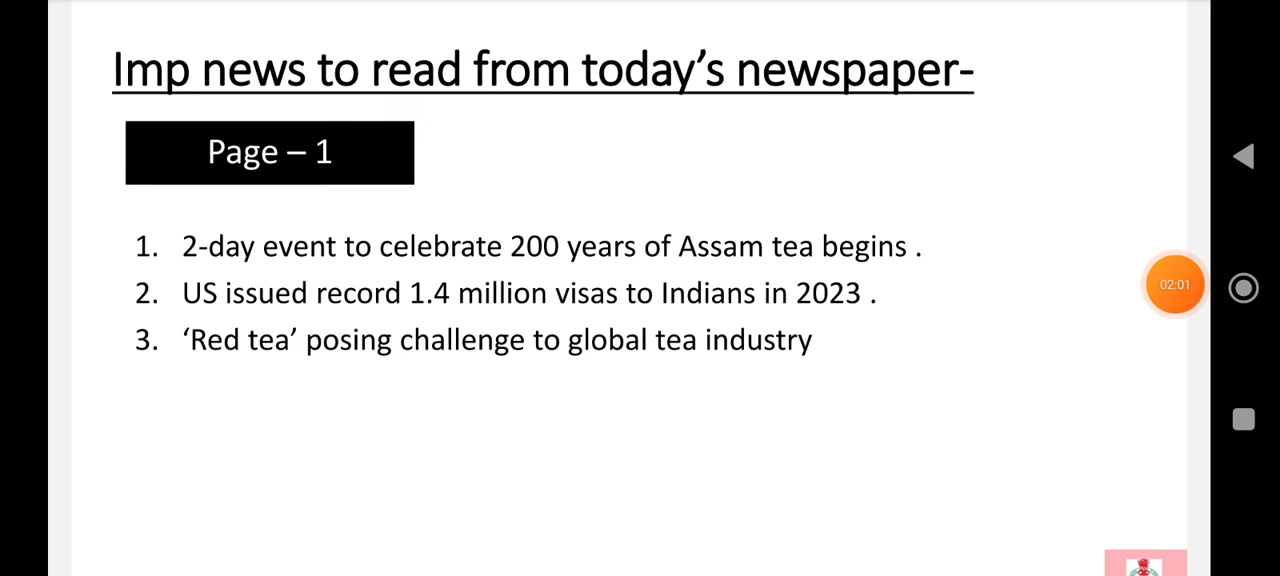 Imp news to read from today’s newspaper-
Page – 1
1. 2-day event to celebrate 200 years of Assam tea begins .
2. US issued record 1.4 million visas to Indians in 2023 .
3. ‘Red tea’ posing challenge to global tea industry
02:01